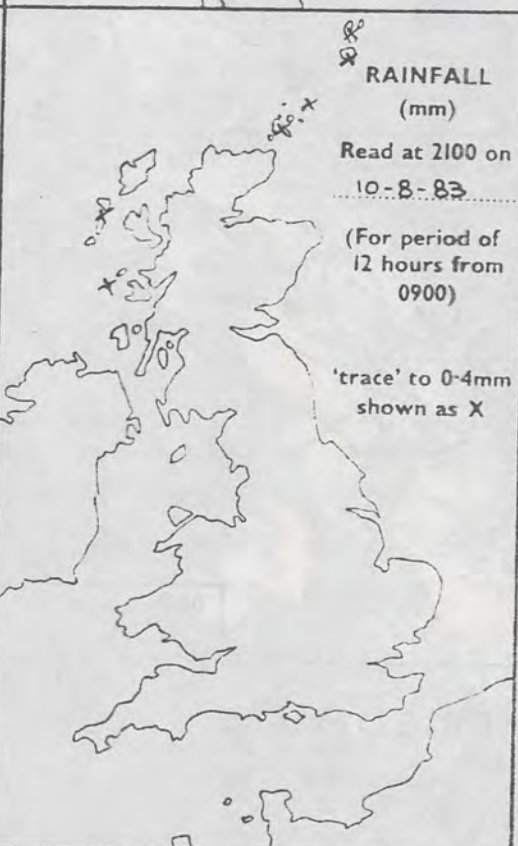 RAINFALL
(mm)
Read at 2100 on
10-8-83
(For period of
12 hours from
0900)
'trace' to 0·4mm
shown as X